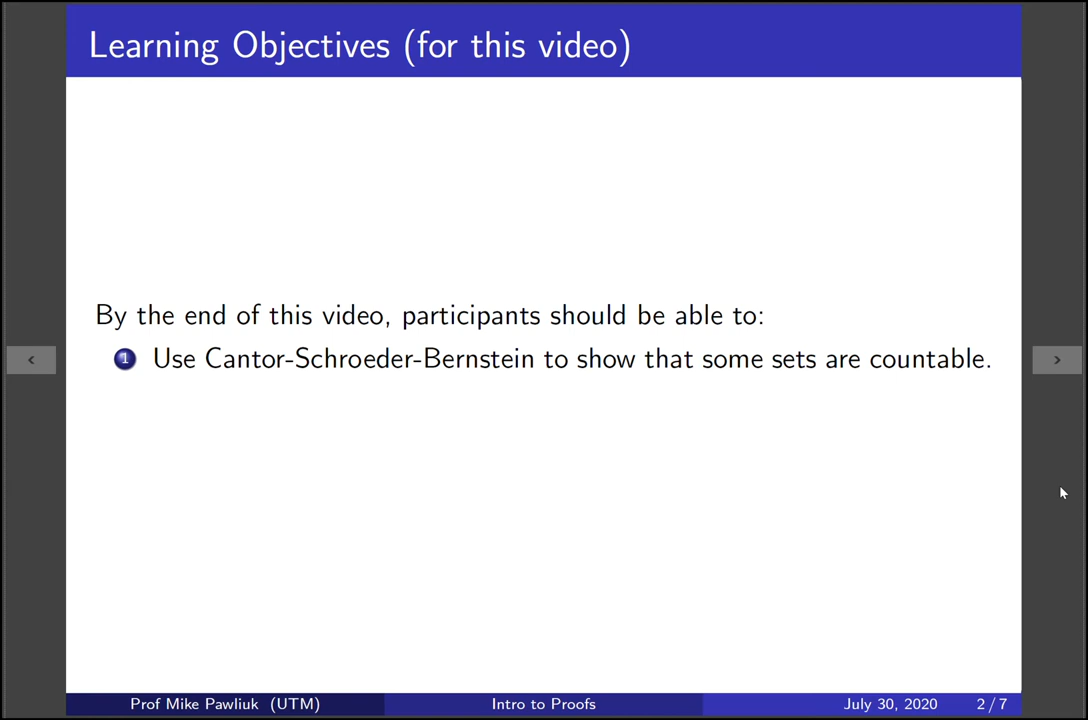 Learning Objectives (for this video)
By the end of this video, participants should be able to:
1 Use Cantor-Schroeder-Bernstein to show that some sets are countable.
Prof Mike Pawliuk (UTM) Intro to Proofs July 30, 2020 2 / 7